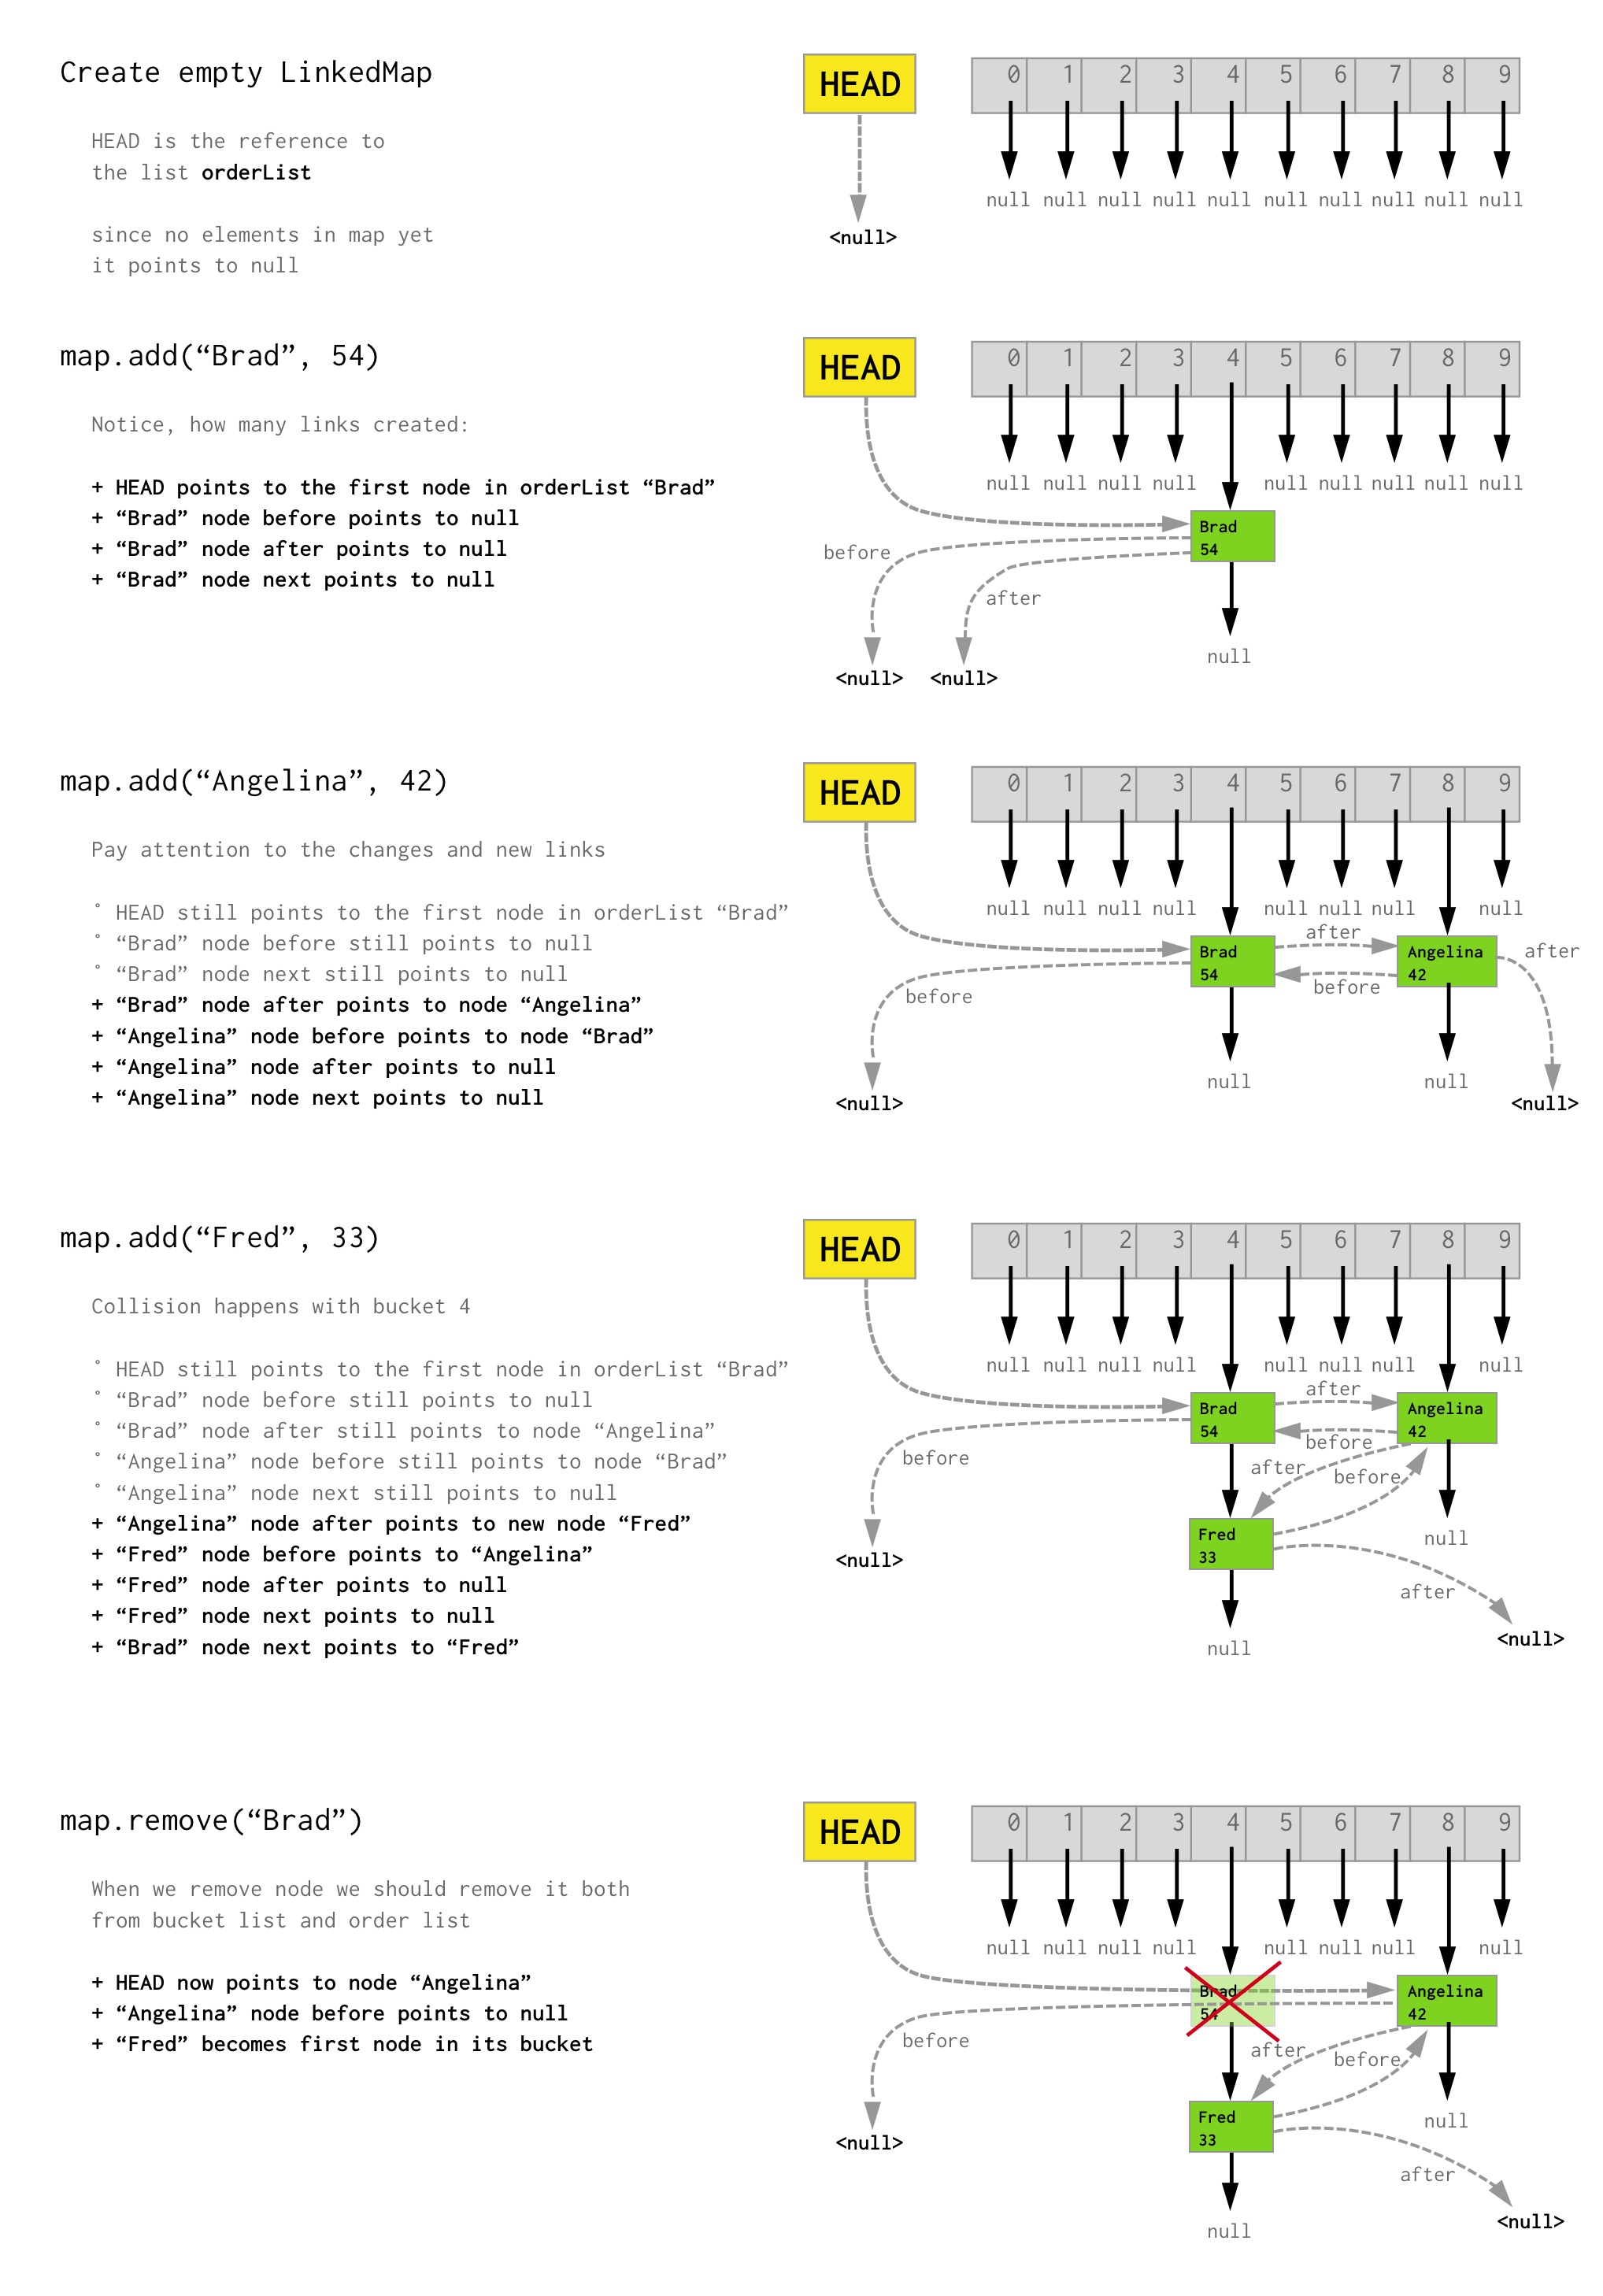 Create empty LinkedMap
HEAD is the reference to
the list orderList
since no elements in map yet
it points to null
HEAD
0 1 2 3 4 5 6 7 8 9
null null null null null null null null null null
<null>
map.add(“Brad”, 54)
Notice, how many links created:
+ HEAD points to the first node in orderList “Brad”
+ “Brad” node before points to null
+ “Brad” node after points to null
+ “Brad” node next points to null
HEAD
0 1 2 3 4 5 6 7 8 9
null null null null null null null null null
Brad
54
before
after
null
<null> <null>
map.add(“Angelina”, 42)
Pay attention to the changes and new links
° HEAD still points to the first node in orderList “Brad”
° “Brad” node before still points to null
° “Brad” node next still points to null
+ “Brad” node after points to node “Angelina”
+ “Angelina” node before points to node “Brad”
+ “Angelina” node after points to null
+ “Angelina” node next points to null
HEAD
0 1 2 3 4 5 6 7 8 9
null null null null null null null null
after
Brad
54
Angelina
42
after
before
before
null null
<null> <null>
map.add(“Fred”, 33)
Collision happens with bucket 4
° HEAD still points to the first node in orderList “Brad”
° “Brad” node before still points to null
° “Brad” node after still points to node “Angelina”
° “Angelina” node before still points to node “Brad”
° “Angelina” node next still points to null
+ “Angelina” node after points to new node “Fred”
+ “Fred” node before points to “Angelina”
+ “Fred” node after points to null
+ “Fred” node next points to null
+ “Brad” node next points to “Fred”
HEAD
0 1 2 3 4 5 6 7 8 9
null null null null null null null null
after
Brad
54
Angelina
42
before
before
after
before
Fred
33
null
<null>
after
null
<null>
map.remove(“Brad”)
When we remove node we should remove it both
from bucket list and order list
+ HEAD now points to node “Angelina”
+ “Angelina” node before points to null
+ “Fred” becomes first node in its bucket
HEAD
0 1 2 3 4 5 6 7 8 9
null null null null null null null null
Brad
54
Angelina
42
before
after
before
Fred
33
null
<null>
after
null
<null>